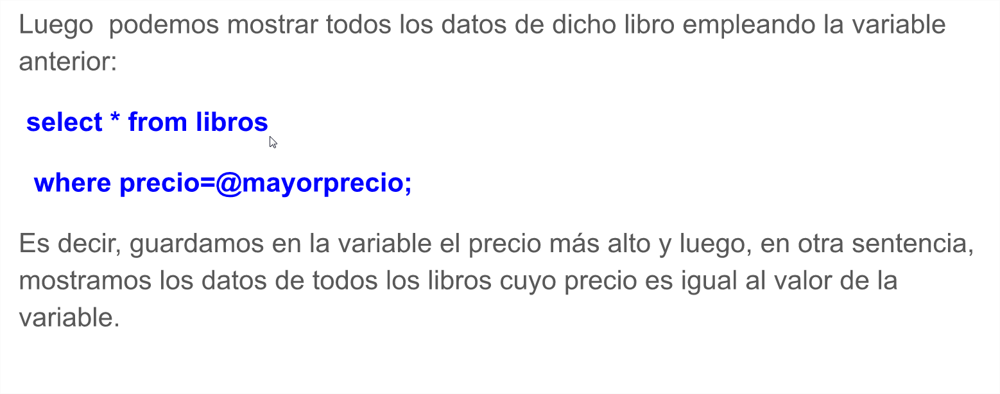 Luego  podemos mostrar todos los datos de dicho libro empleando la variable
anterior:
select * from libros
where precio=@mayorprecio;
Es decir, guardamos en la variable el precio más alto y luego, en otra sentencia,
mostramos los datos de todos los libros cuyo precio es igual al valor de la
variable.